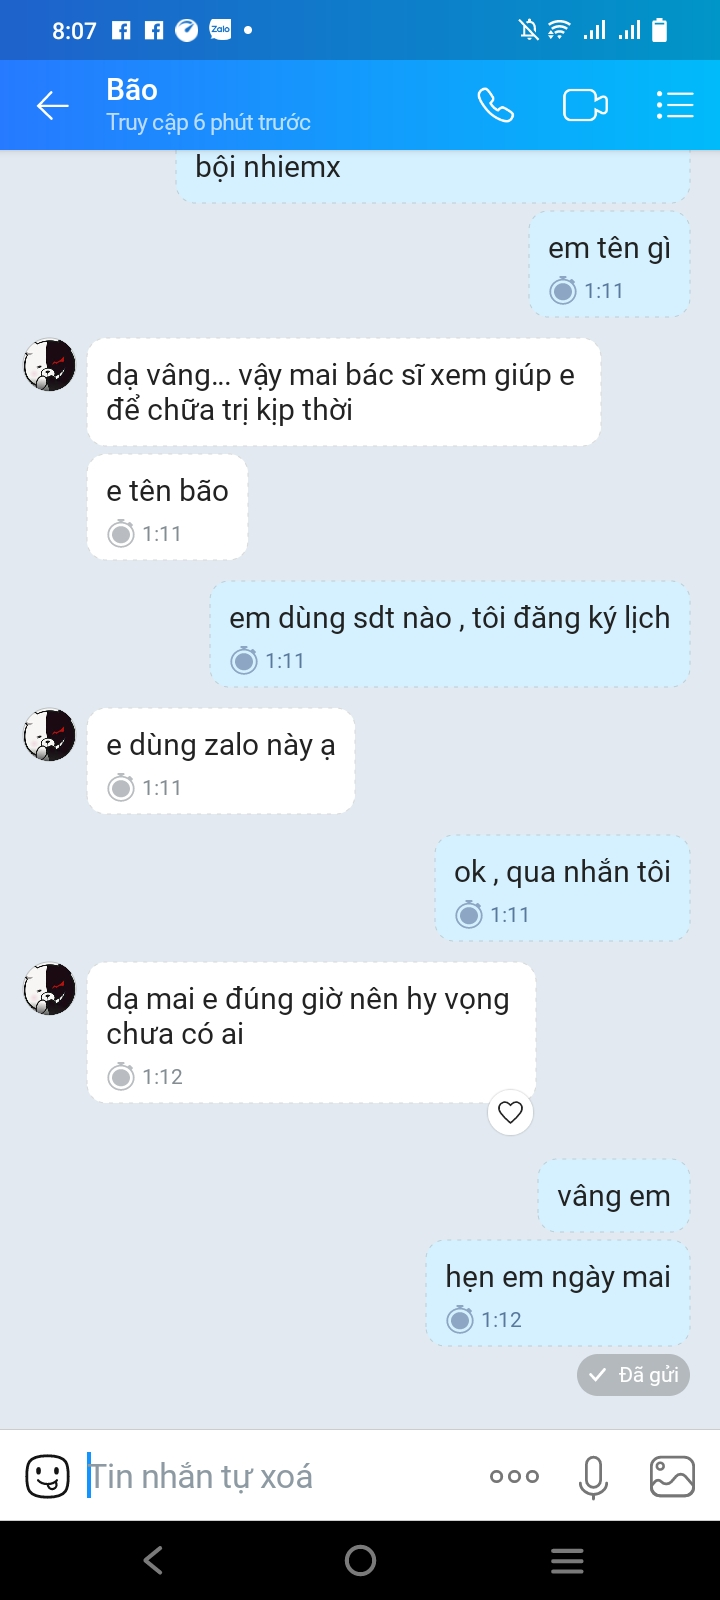 8:07
Zalo
Bão
Truy cập 6 phút trước
bội nhiemx
em tên gì
1:11
dạ vâng... vậy mai bác sĩ xem giúp e
để chữa trị kịp thời
e tên bão
1:11
em dùng sdt nào , tôi đăng ký lịch
1:11
e dùng zalo này ạ
1:11
ok , qua nhắn tôi
1:11
dạ mai e đúng giờ nên hy vọng
chưa có ai
1:12
vâng em
hẹn em ngày mai
1:12
Đã gửi
Tin nhắn tự xoá